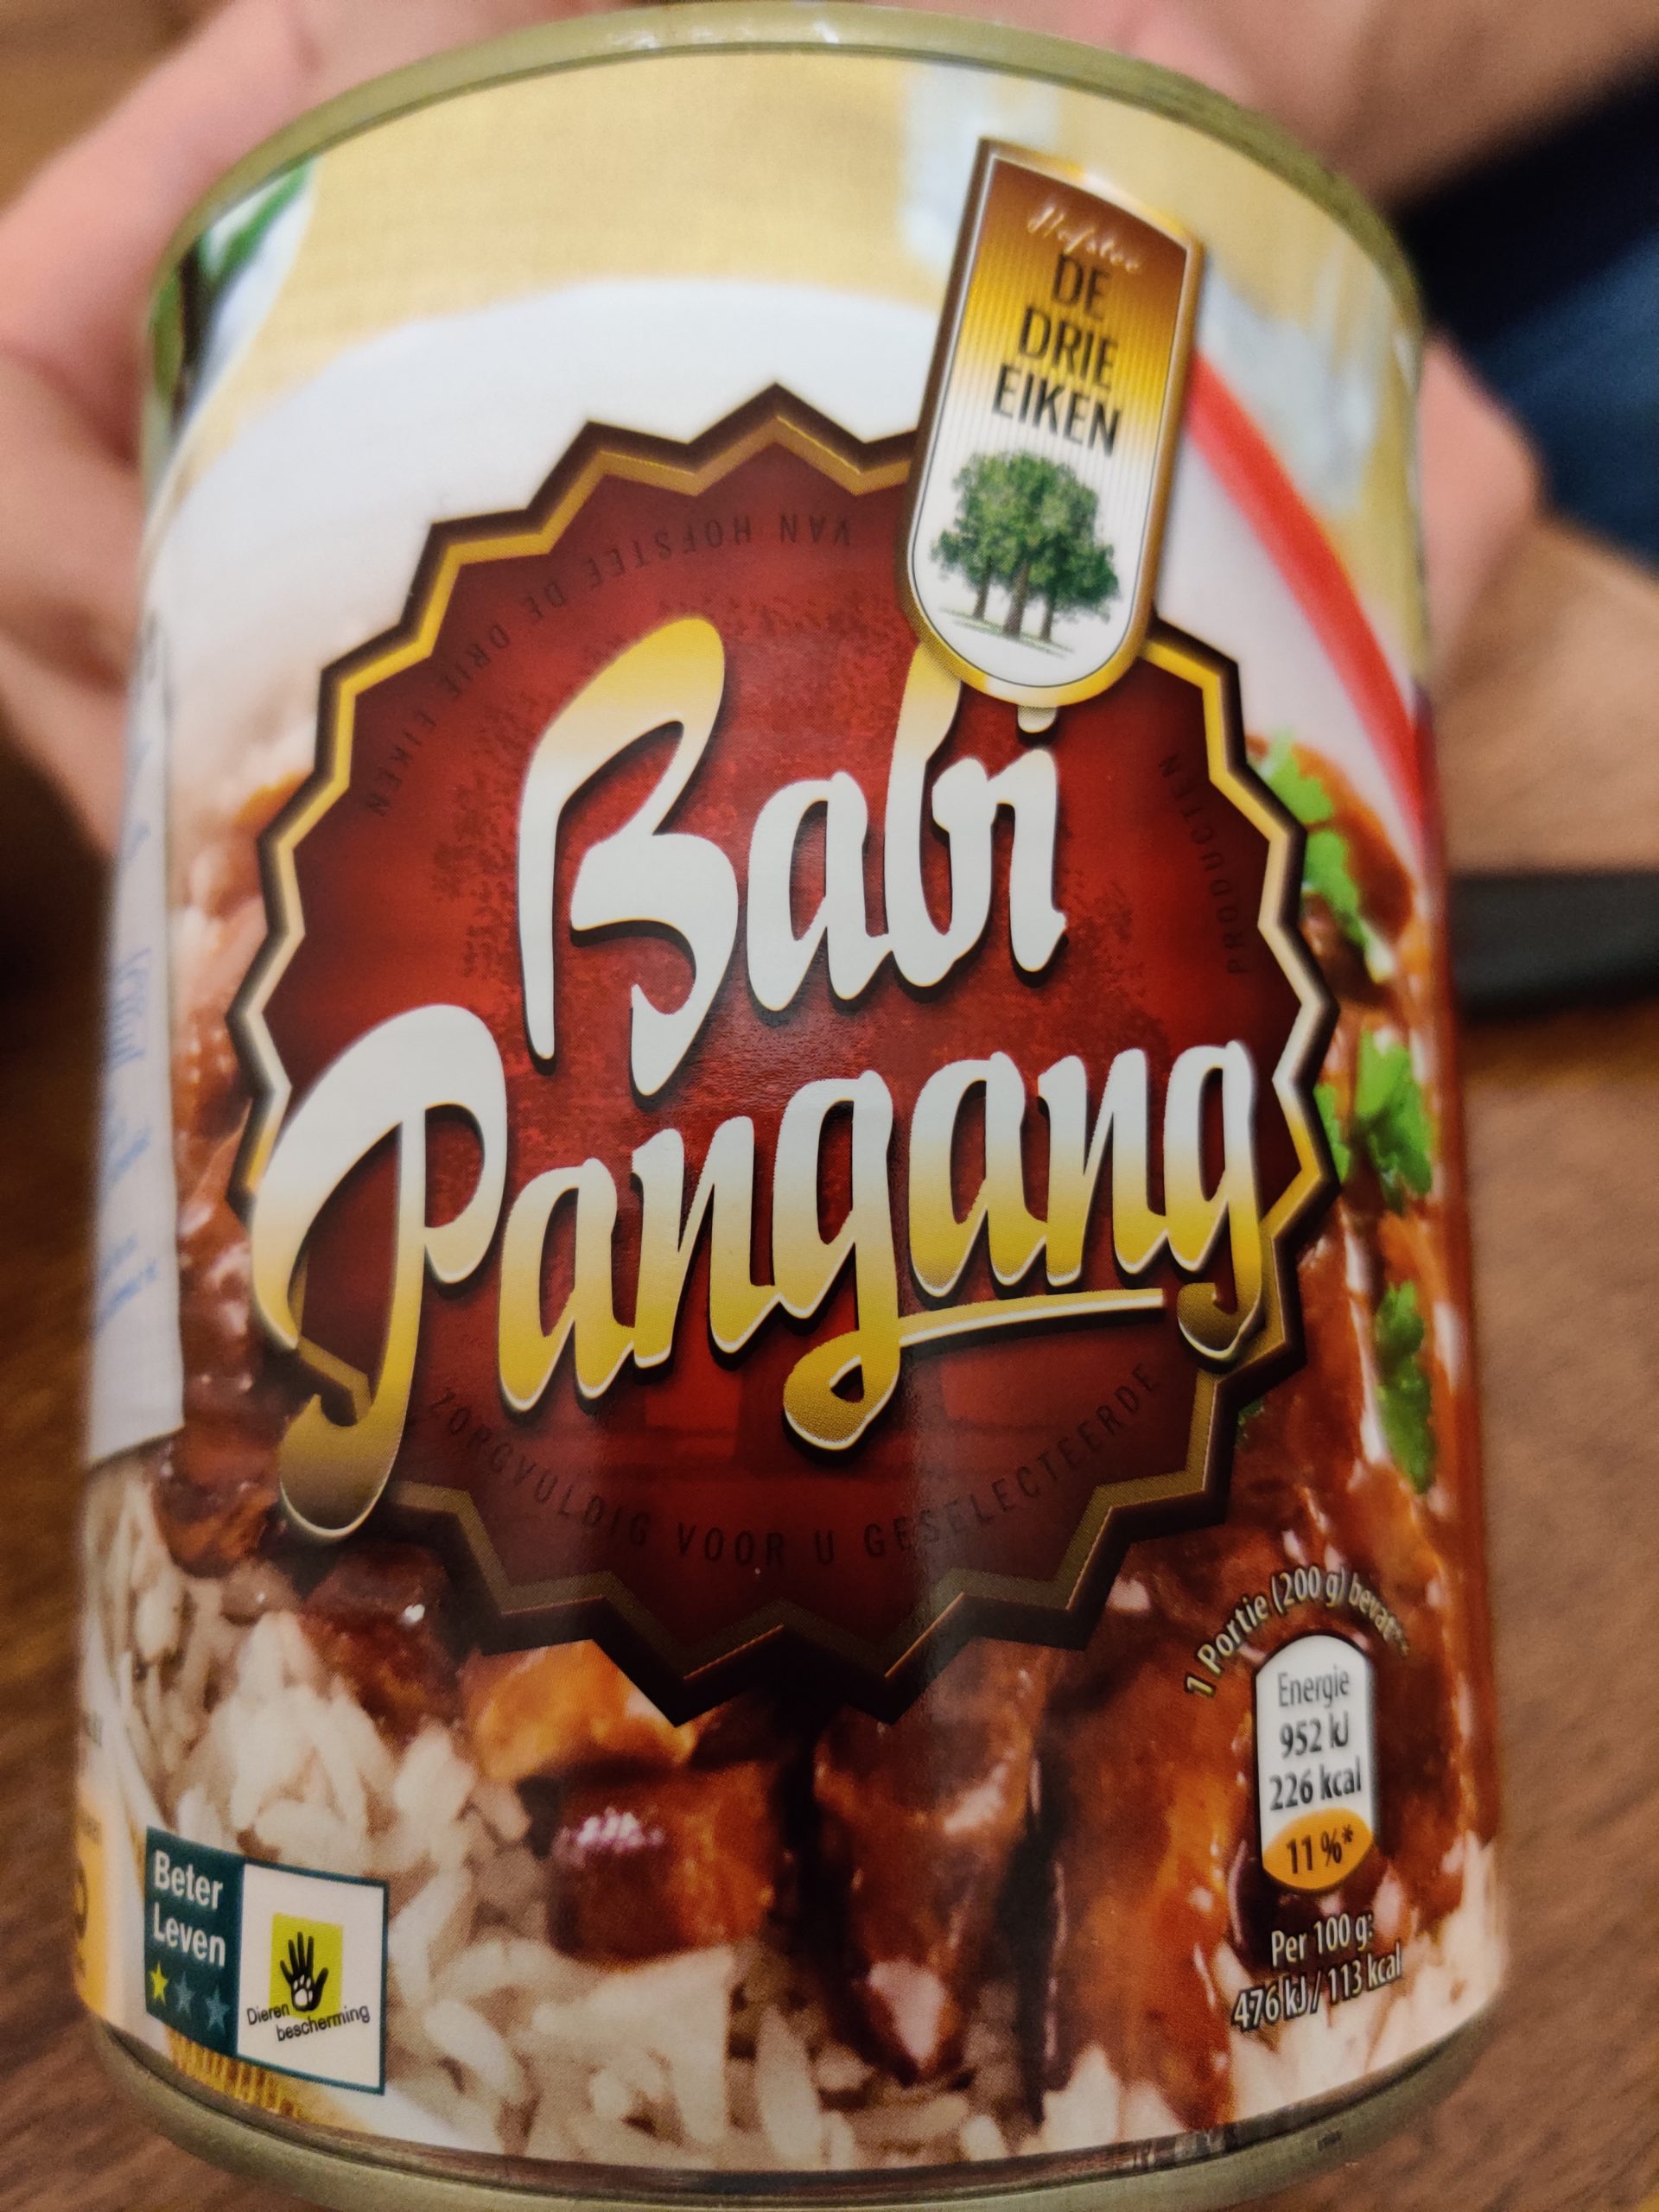 Hofstee
DE
DRIE
EIKEN
VAN HOFSTEE DE DRIE EIKEN
PRODUCTEN
Babi
Pangang
ZORGVULDIG VOOR U GESELECTEERDE
1 Portie (200 g) bevat
Energie
952 kJ
226 kcal
11 %*
Per 100 g:
476 kJ / 113 kcal
Beter
Leven
Dieren
bescherming